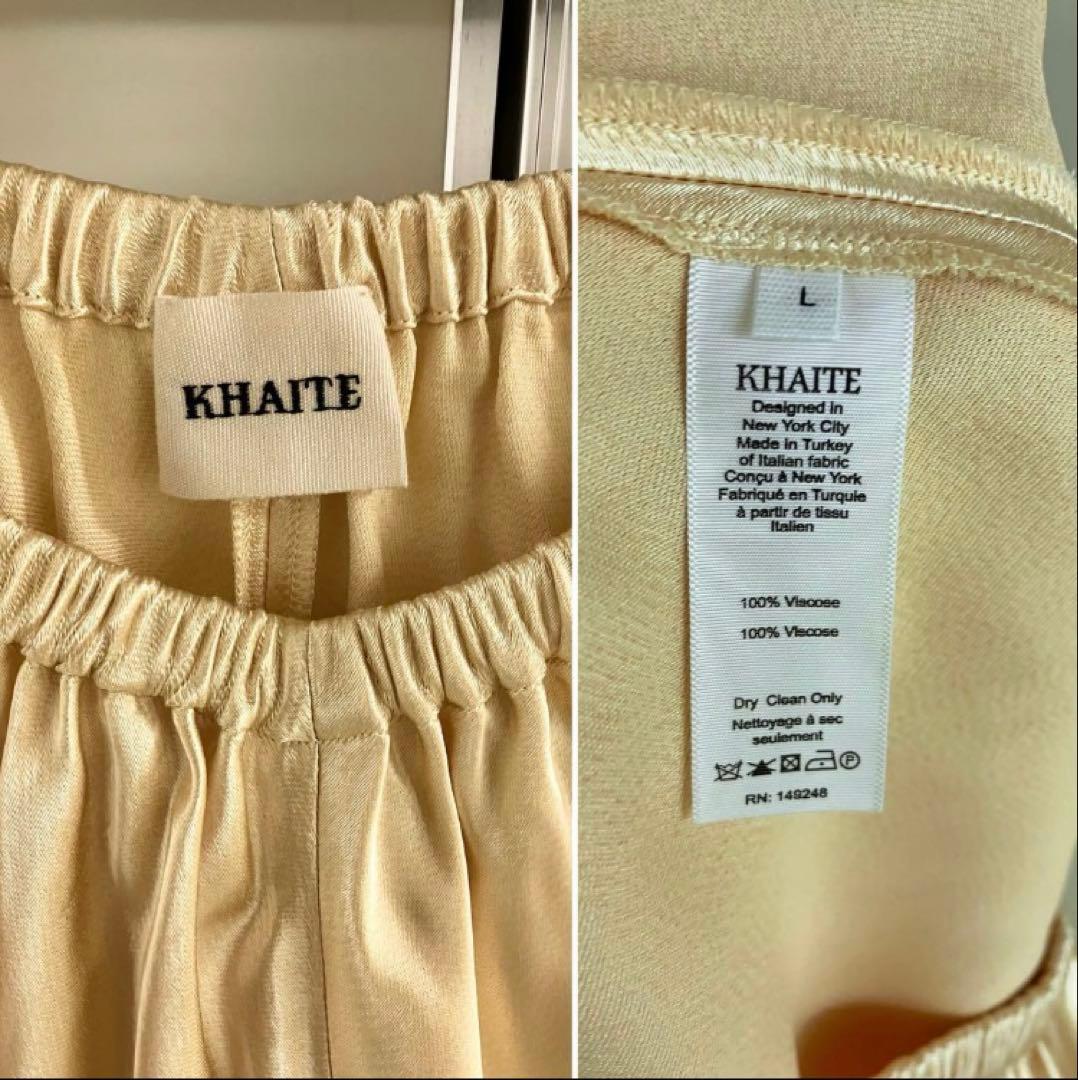 KHAITE
L
KHAITE
Designed in
New York City
Made in Turkey
of Italian fabric
Conçu à New York
Fabriqué en Turquie
à partir de tissu
Italien
100% Viscose
100% Viscose
Dry Clean Only
Nettoyage à sec
seulement
P
RN: 149248